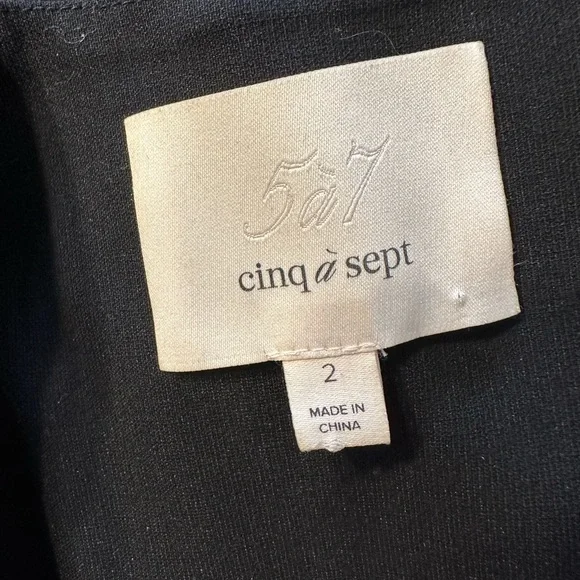 5à7
cinq à sept
2
MADE IN
CHINA